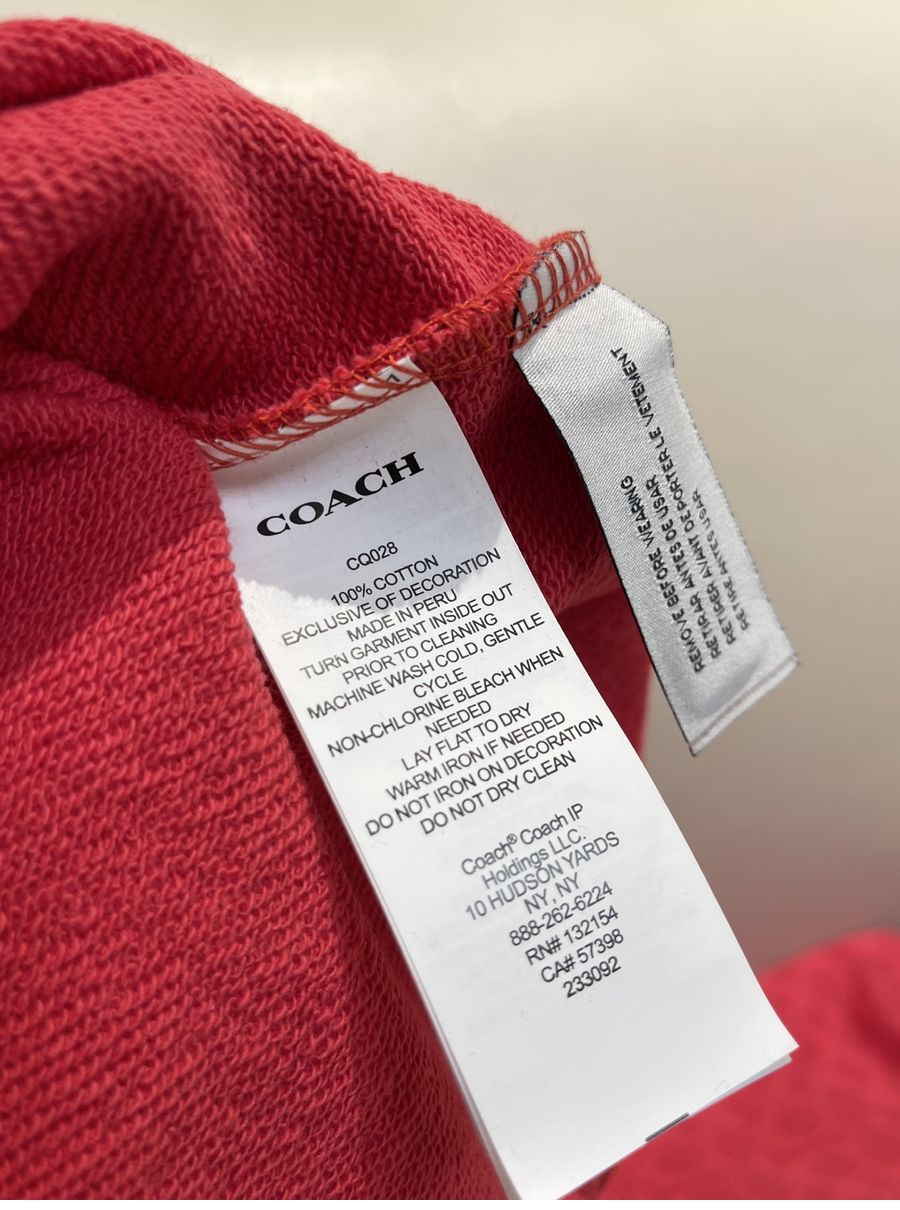 COACH
CQ028
100% COTTON
EXCLUSIVE OF DECORATION
MADE IN PERU
TURN GARMENT INSIDE OUT
PRIOR TO CLEANING
MACHINE WASH COLD, GENTLE
CYCLE
NON-CHLORINE BLEACH WHEN
NEEDED
LAY FLAT TO DRY
WARM IRON IF NEEDED
DO NOT IRON ON DECORATION
DO NOT DRY CLEAN
Coach® Coach IP
Holdings LLC.
10 HUDSON YARDS
NY, NY
888-262-6224
RN# 132154
CA# 57398
233092
REMOVE BEFORE WEARING
RETIRAR ANTES DE USAR
RETIRER AVANT DE PORTER LE VETEMENT
RETIRE ANTES USAR